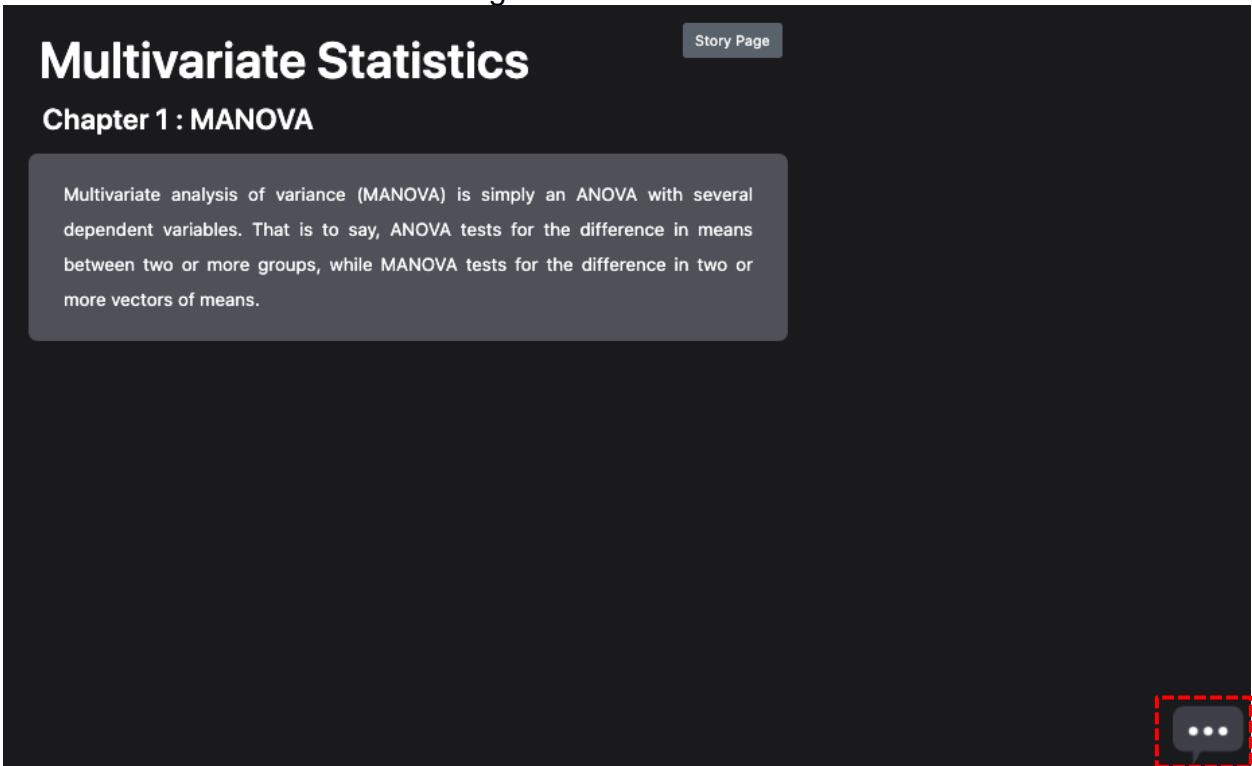 Multivariate Statistics
Story Page
Chapter 1 : MANOVA
Multivariate analysis of variance (MANOVA) is simply an ANOVA with several
dependent variables. That is to say, ANOVA tests for the difference in means
between two or more groups, while MANOVA tests for the difference in two or
more vectors of means.